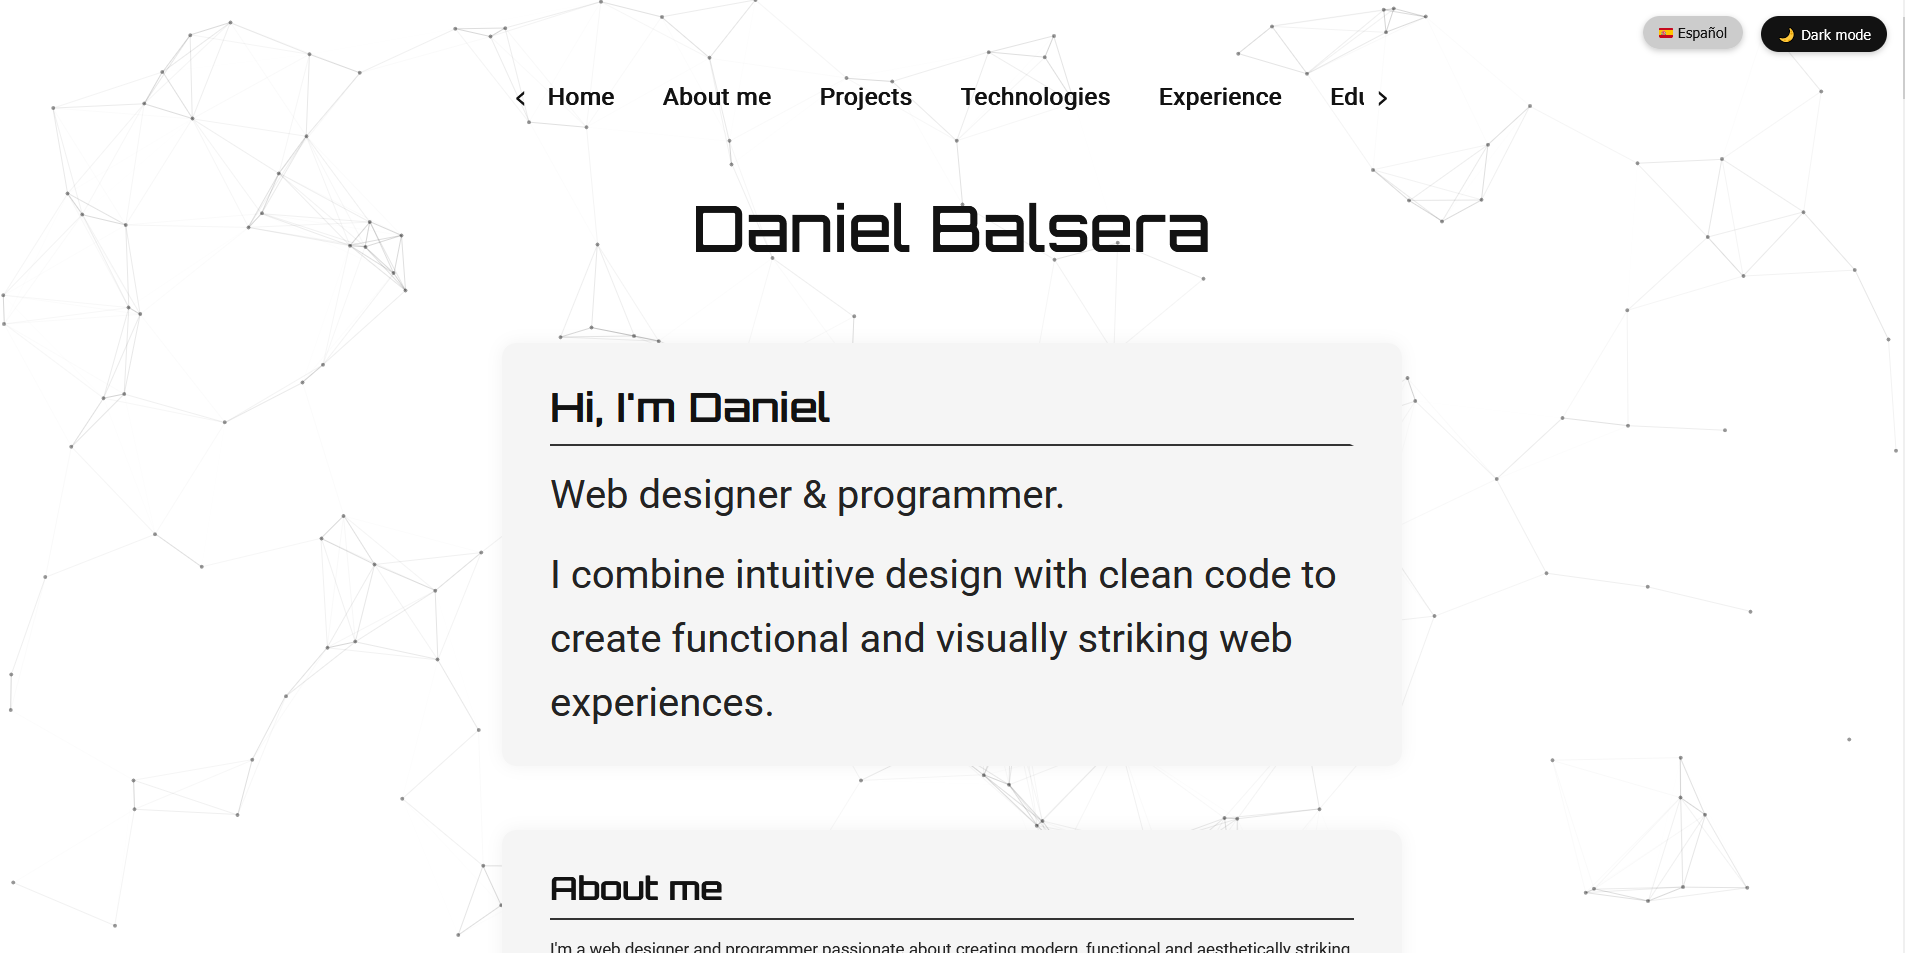 Español
Dark mode
‹ Home About me Projects Technologies Experience Edu ›
Daniel Balsera
Hi, I'm Daniel
Web designer & programmer.
I combine intuitive design with clean code to
create functional and visually striking web
experiences.
About me
I'm a web designer and programmer passionate about creating modern, functional and aesthetically striking